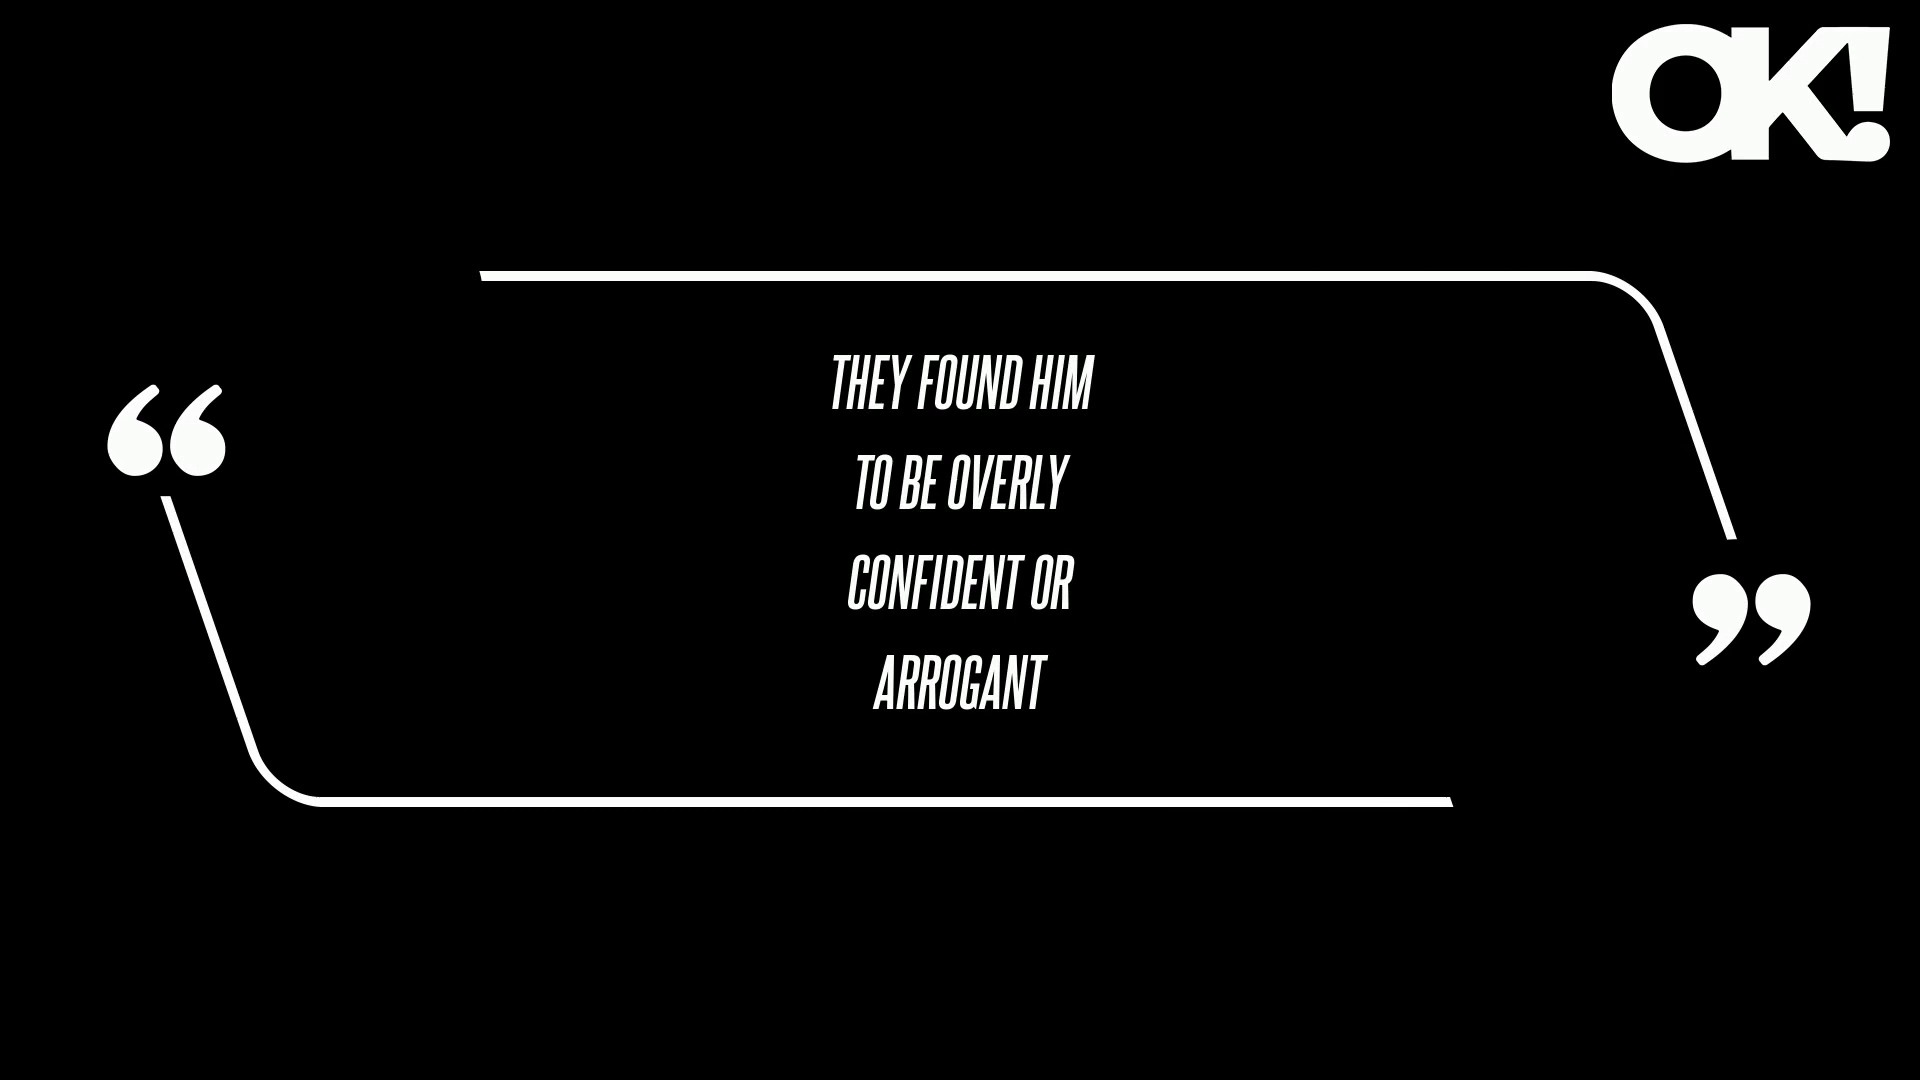 OK!
“
THEY FOUND HIM
TO BE OVERLY
CONFIDENT OR
ARROGANT
”